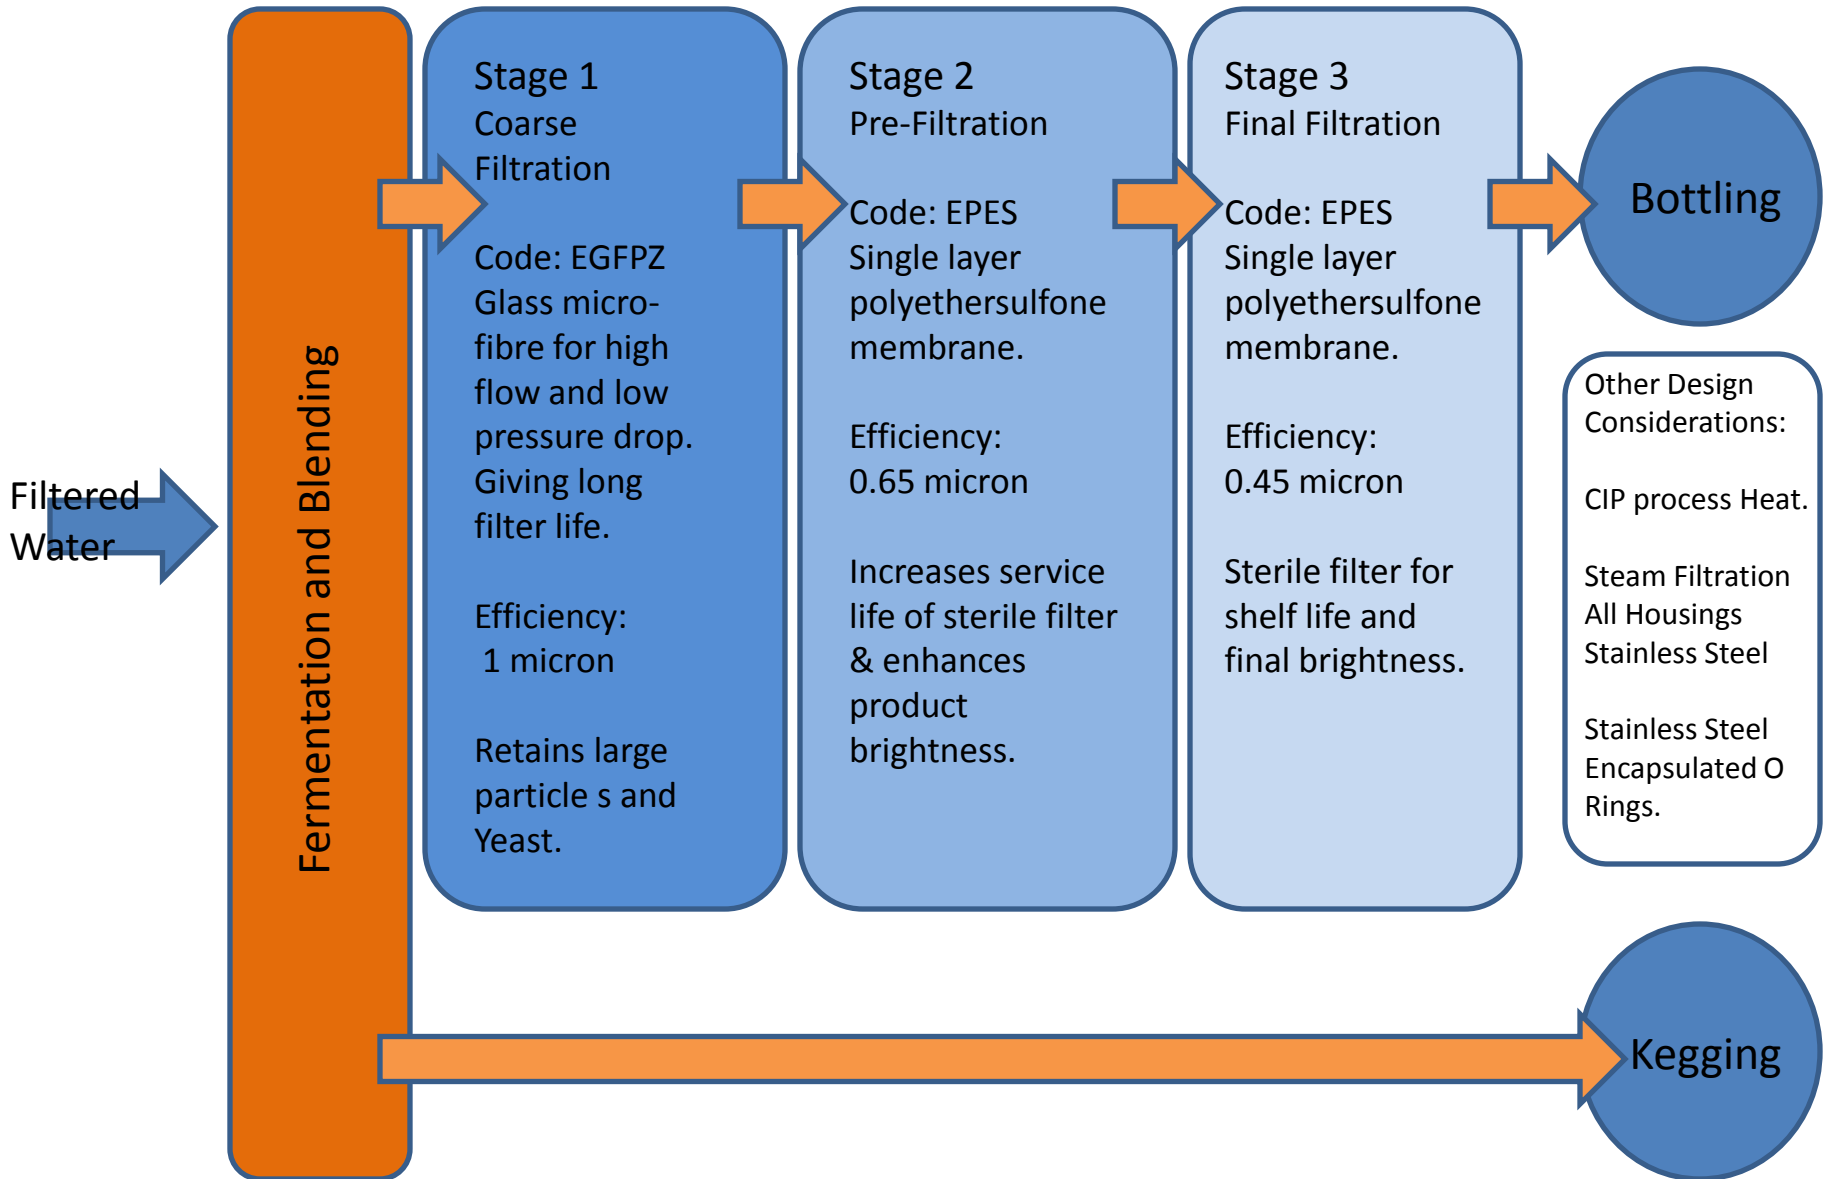 Filtered
Water
Fermentation and Blending
Stage 1
Coarse
Filtration
Code: EGFPZ
Glass micro-
fibre for high
flow and low
pressure drop.
Giving long
filter life.
Efficiency:
1 micron
Retains large
particle s and
Yeast.
Stage 2
Pre-Filtration
Code: EPES
Single layer
polyethersulfone
membrane.
Efficiency:
0.65 micron
Increases service
life of sterile filter
& enhances
product
brightness.
Stage 3
Final Filtration
Code: EPES
Single layer
polyethersulfone
membrane.
Efficiency:
0.45 micron
Sterile filter for
shelf life and
final brightness.
Bottling
Other Design
Considerations:
CIP process Heat.
Steam Filtration
All Housings
Stainless Steel
Stainless Steel
Encapsulated O
Rings.
Kegging